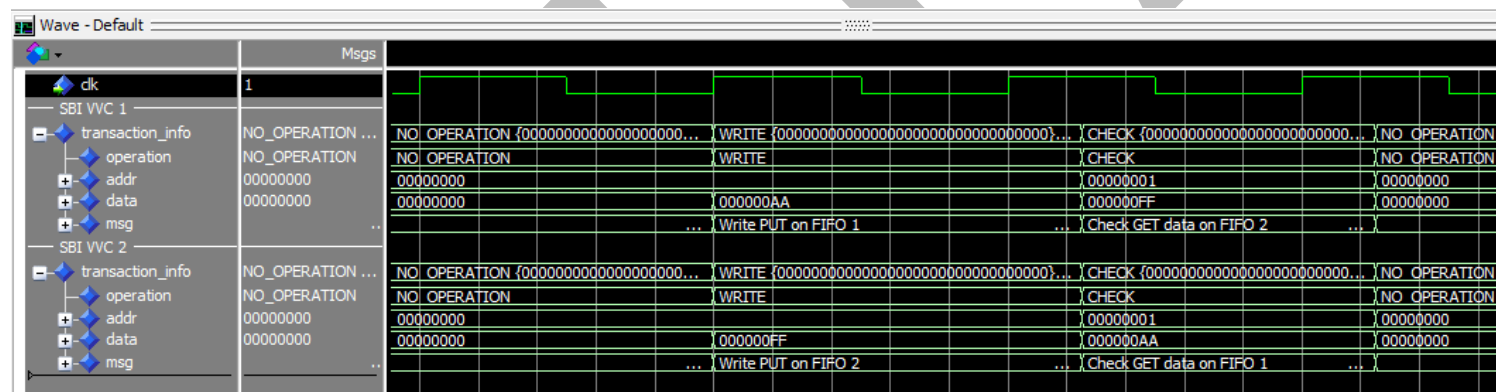 Wave - Default
Msgs
clk 1
SBI VVC 1
transaction_info NO_OPERATION ... NO_OPERATION {0000000000000000000... WRITE {00000000000000000000000000000000}... CHECK {000000000000000000000000... NO_OPERATION
operation NO_OPERATION NO_OPERATION WRITE CHECK NO_OPERATION
addr 00000000 00000000 00000001 00000000
data 00000000 00000000 000000AA 000000FF 00000000
msg .. ... Write PUT on FIFO 1 ... Check GET data on FIFO 2 ...
SBI VVC 2
transaction_info NO_OPERATION ... NO_OPERATION {0000000000000000000... WRITE {00000000000000000000000000000000}... CHECK {000000000000000000000000... NO_OPERATION
operation NO_OPERATION NO_OPERATION WRITE CHECK NO_OPERATION
addr 00000000 00000000 00000001 00000000
data 00000000 00000000 000000FF 000000AA 00000000
msg .. ... Write PUT on FIFO 2 ... Check GET data on FIFO 1 ...